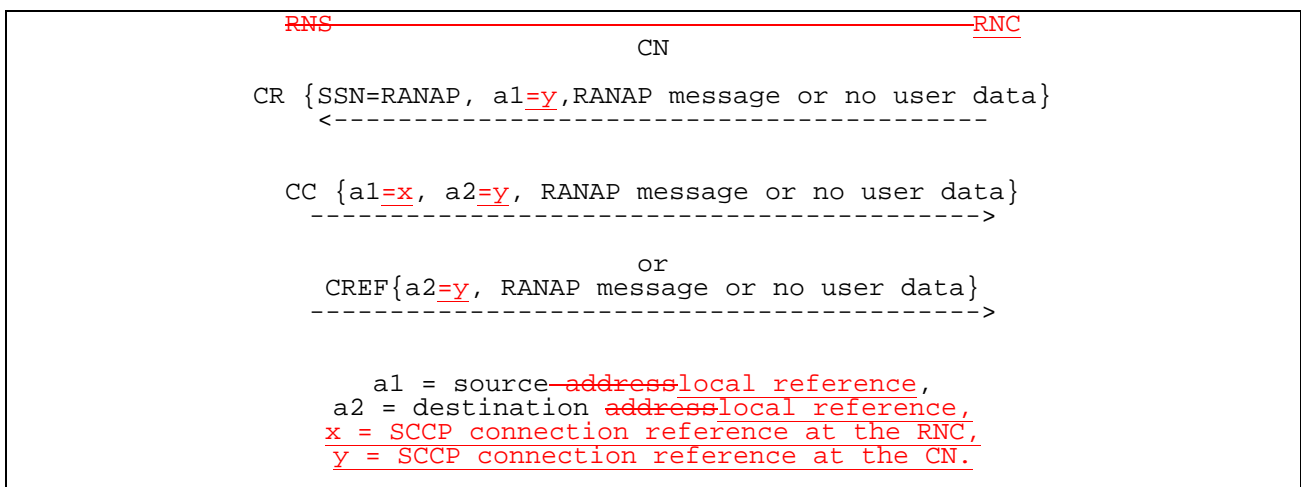 RNS RNC
CN
CR {SSN=RANAP, a1=y,RANAP message or no user data}
<-----------------------------------------
CC {a1=x, a2=y, RANAP message or no user data}
------------------------------------------>
or
CREF{a2=y, RANAP message or no user data}
------------------------------------------>
a1 = source addresslocal reference,
a2 = destination addresslocal reference,
x = SCCP connection reference at the RNC,
y = SCCP connection reference at the CN.